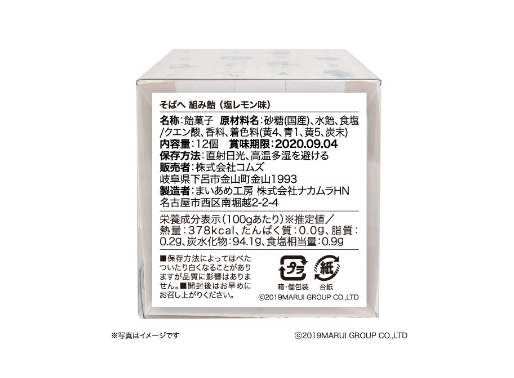 そばへ 組み飴（塩レモン味）
名称：飴菓子 原材料名：砂糖(国産)、水飴、食塩
/クエン酸、香料、着色料(黄4、青1、黄5、炭末)
内容量：12個 賞味期限：2020.09.04
保存方法：直射日光、高温多湿を避ける
販売者：株式会社コムズ
岐阜県下呂市金山町金山1993
製造者：まいあめ工房 株式会社ナカムラHN
名古屋市西区南堀越2-2-4
栄養成分表示(100gあたり)※推定値/
熱量：378kcal、たんぱく質：0.0g、脂質：
0.2g、炭水化物：94.1g、食塩相当量：0.9g
■保存方法によってはべた
ついたり白くなることがあり
ますが品質に影響はありま
せん。■開封後はお早めに
お召し上がりください。
プラ 紙
箱・個包装 台紙
©2019MARUI GROUP CO.,LTD
※写真はイメージです ©2019MARUI GROUP CO.,LTD